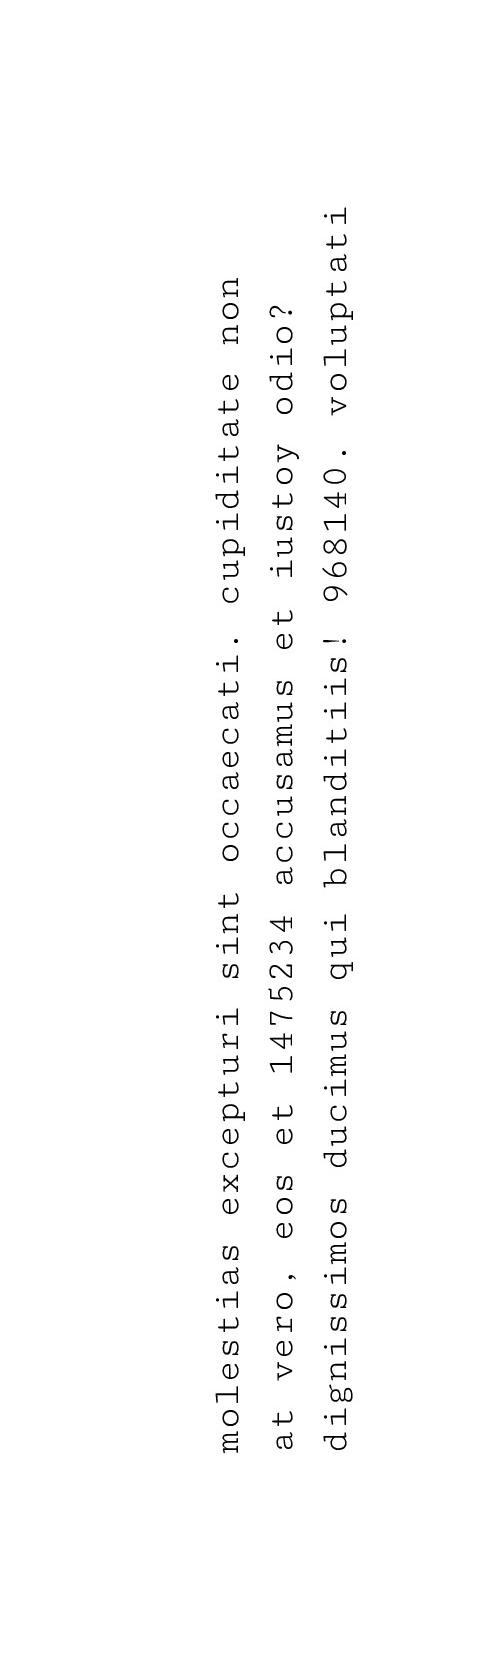 molestias excepturi sint occaecati. cupiditate non
at vero, eos et 1475234 accusamus et iustoy odio?
dignissimos ducimus qui blanditiis! 968140. voluptati